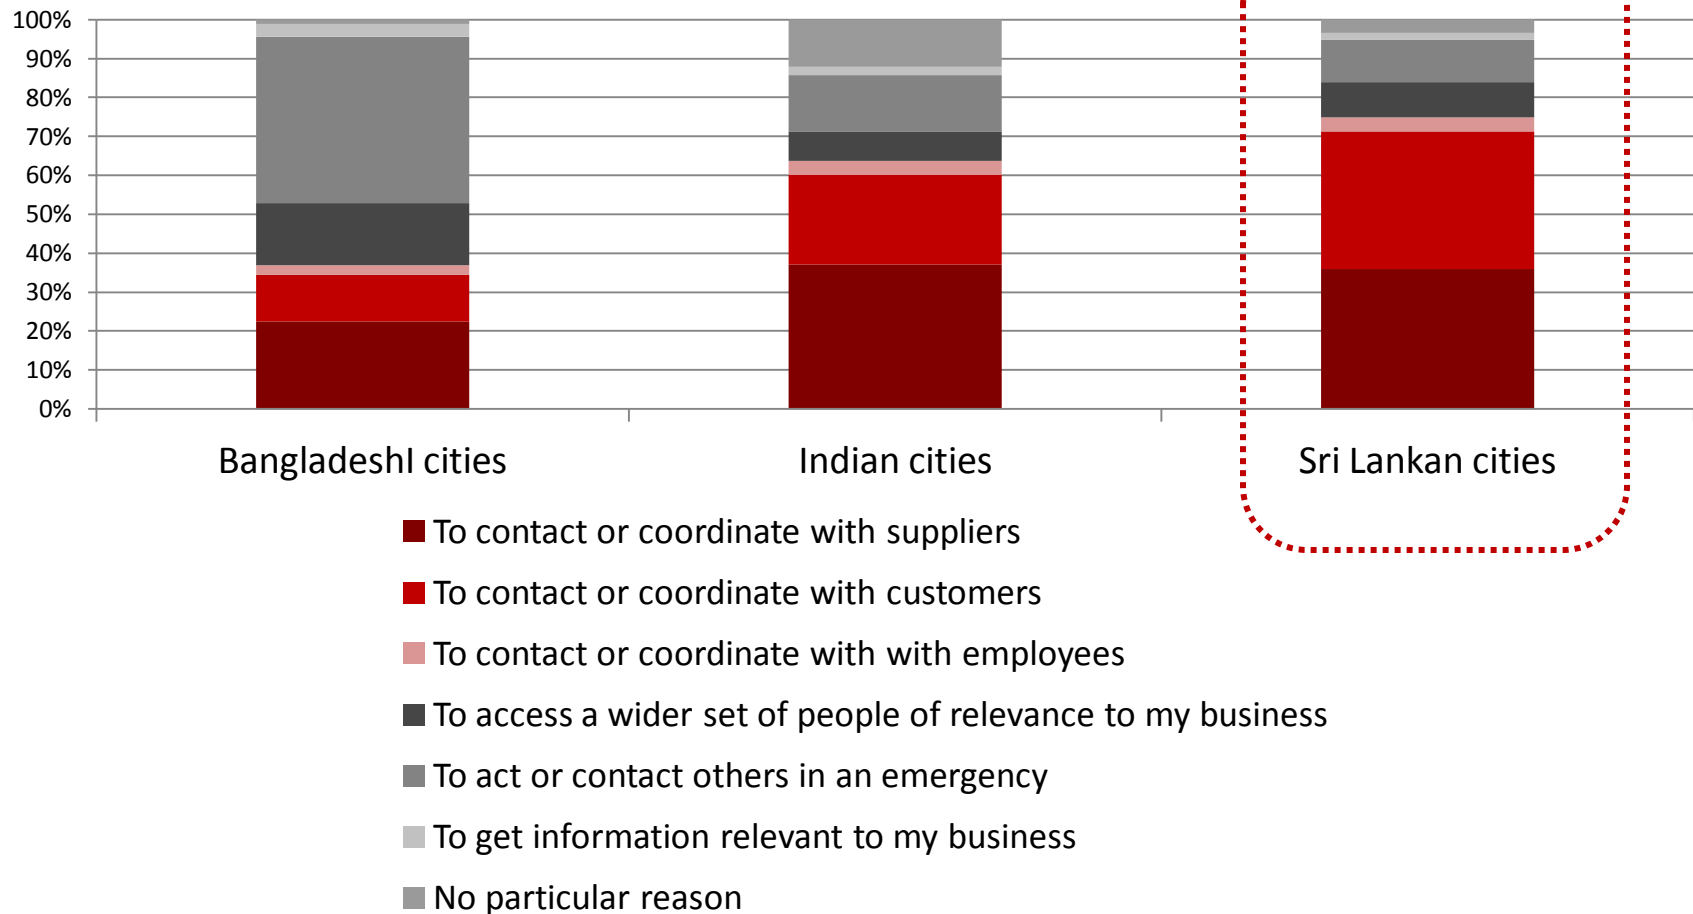 100%
90%
80%
70%
60%
50%
40%
30%
20%
10%
0%
BangladeshI cities
Indian cities
Sri Lankan cities
To contact or coordinate with suppliers
To contact or coordinate with customers
To contact or coordinate with with employees
To access a wider set of people of relevance to my business
To act or contact others in an emergency
To get information relevant to my business
No particular reason